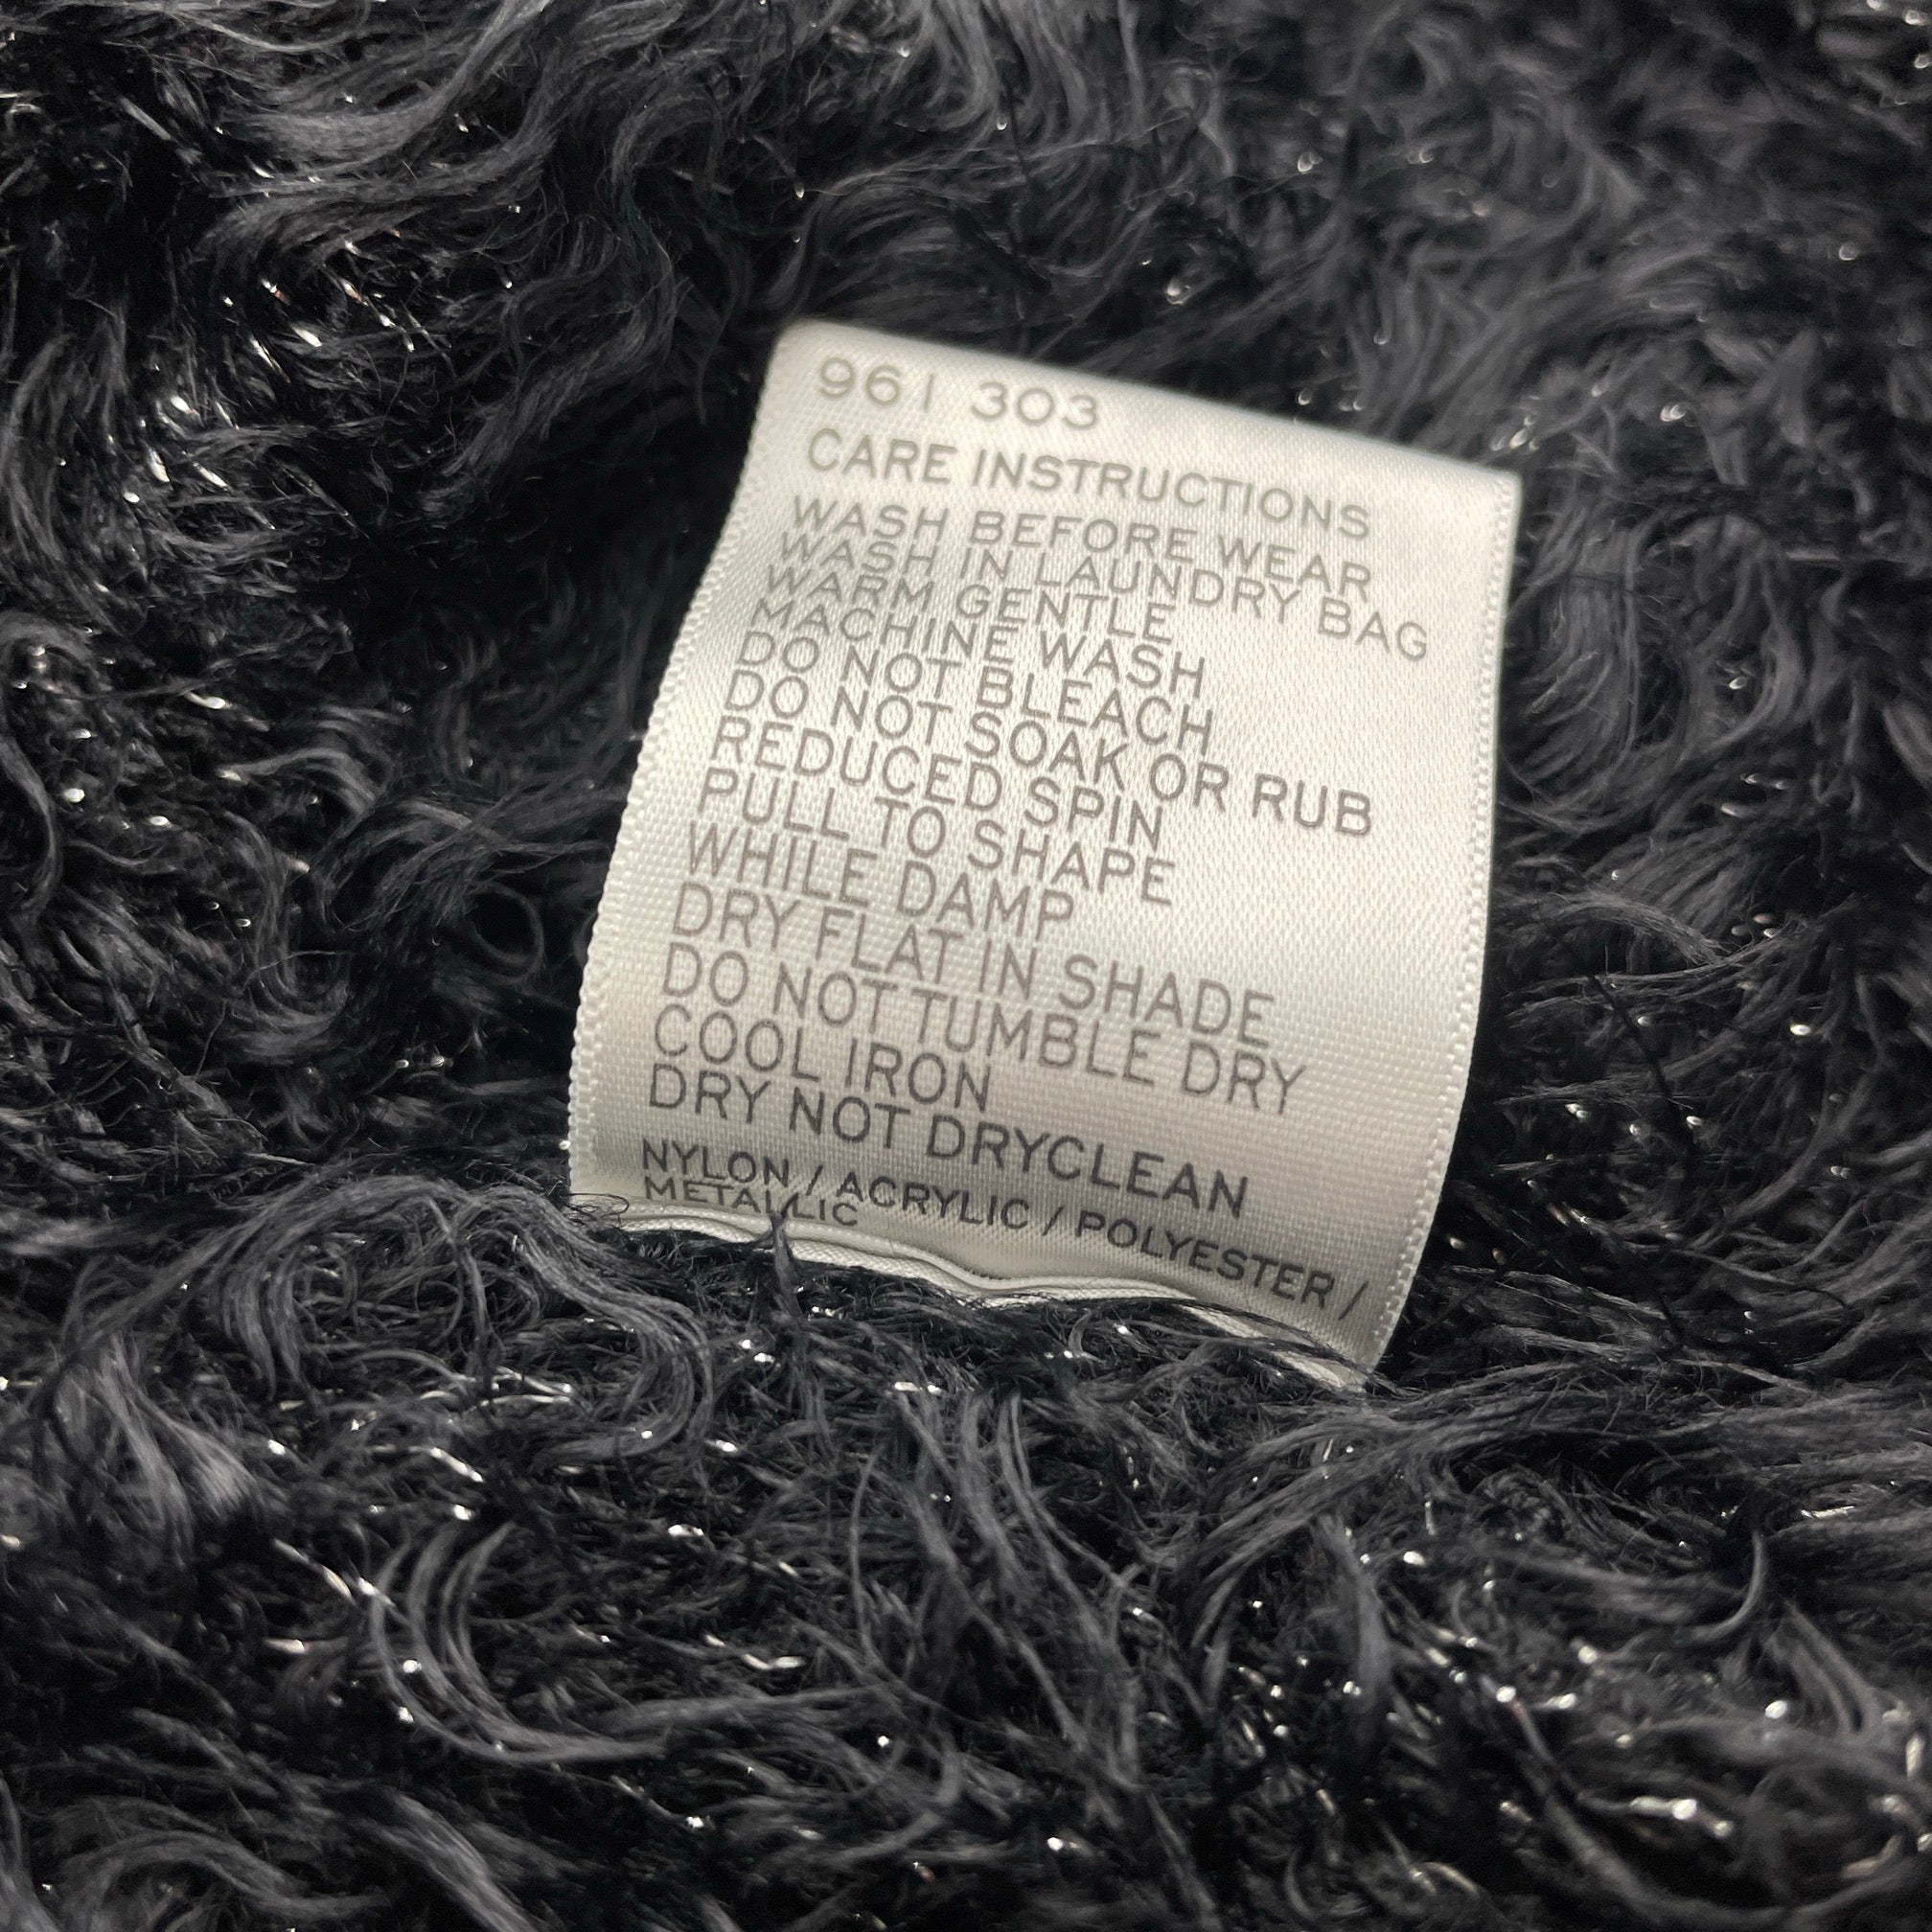 961 303
CARE INSTRUCTIONS
WASH BEFORE WEAR
WASH IN LAUNDRY BAG
WARM GENTLE
MACHINE WASH
DO NOT BLEACH
DO NOT SOAK OR RUB
REDUCED SPIN
PULL TO SHAPE
WHILE DAMP
DRY FLAT IN SHADE
DO NOT TUMBLE DRY
COOL IRON
DRY NOT DRYCLEAN
NYLON / ACRYLIC / POLYESTER /
METALLIC